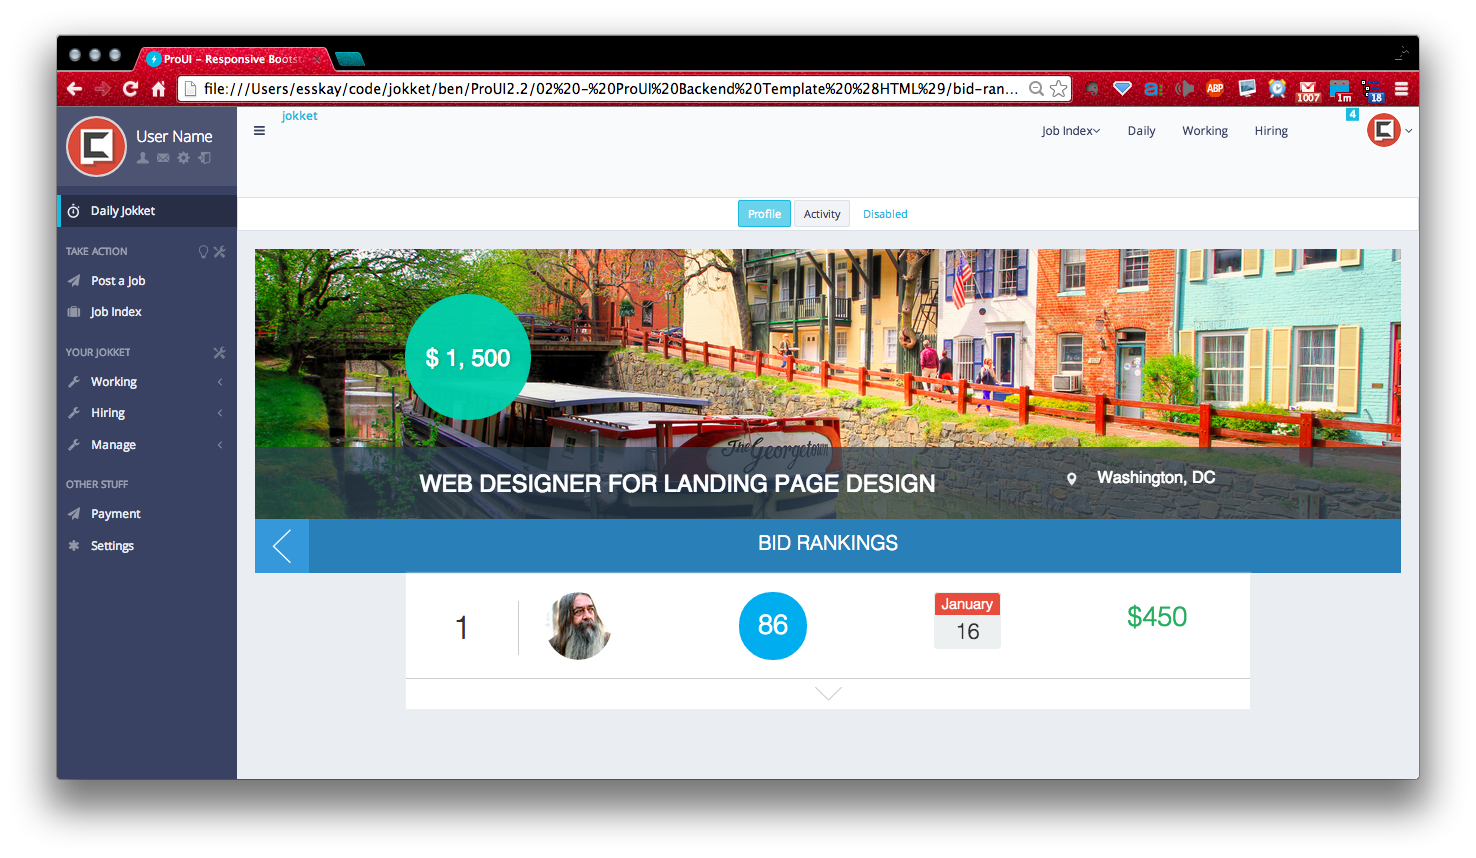 ProUI - Responsive Boots
file:///Users/esskay/code/jokket/ben/ProUI2.2/02%20-%20ProUI%20Backend%20Template%20%28HTML%29/bid-ran...
ABP
1007
1m
18
User Name
jokket
Job Index
Daily
Working
Hiring
4
Daily Jokket
TAKE ACTION
Post a Job
Job Index
YOUR JOKKET
Working
Hiring
Manage
OTHER STUFF
Payment
Settings
Profile
Activity
Disabled
$ 1, 500
The Georgetown
WEB DESIGNER FOR LANDING PAGE DESIGN
Washington, DC
BID RANKINGS
1
86
January
16
$450